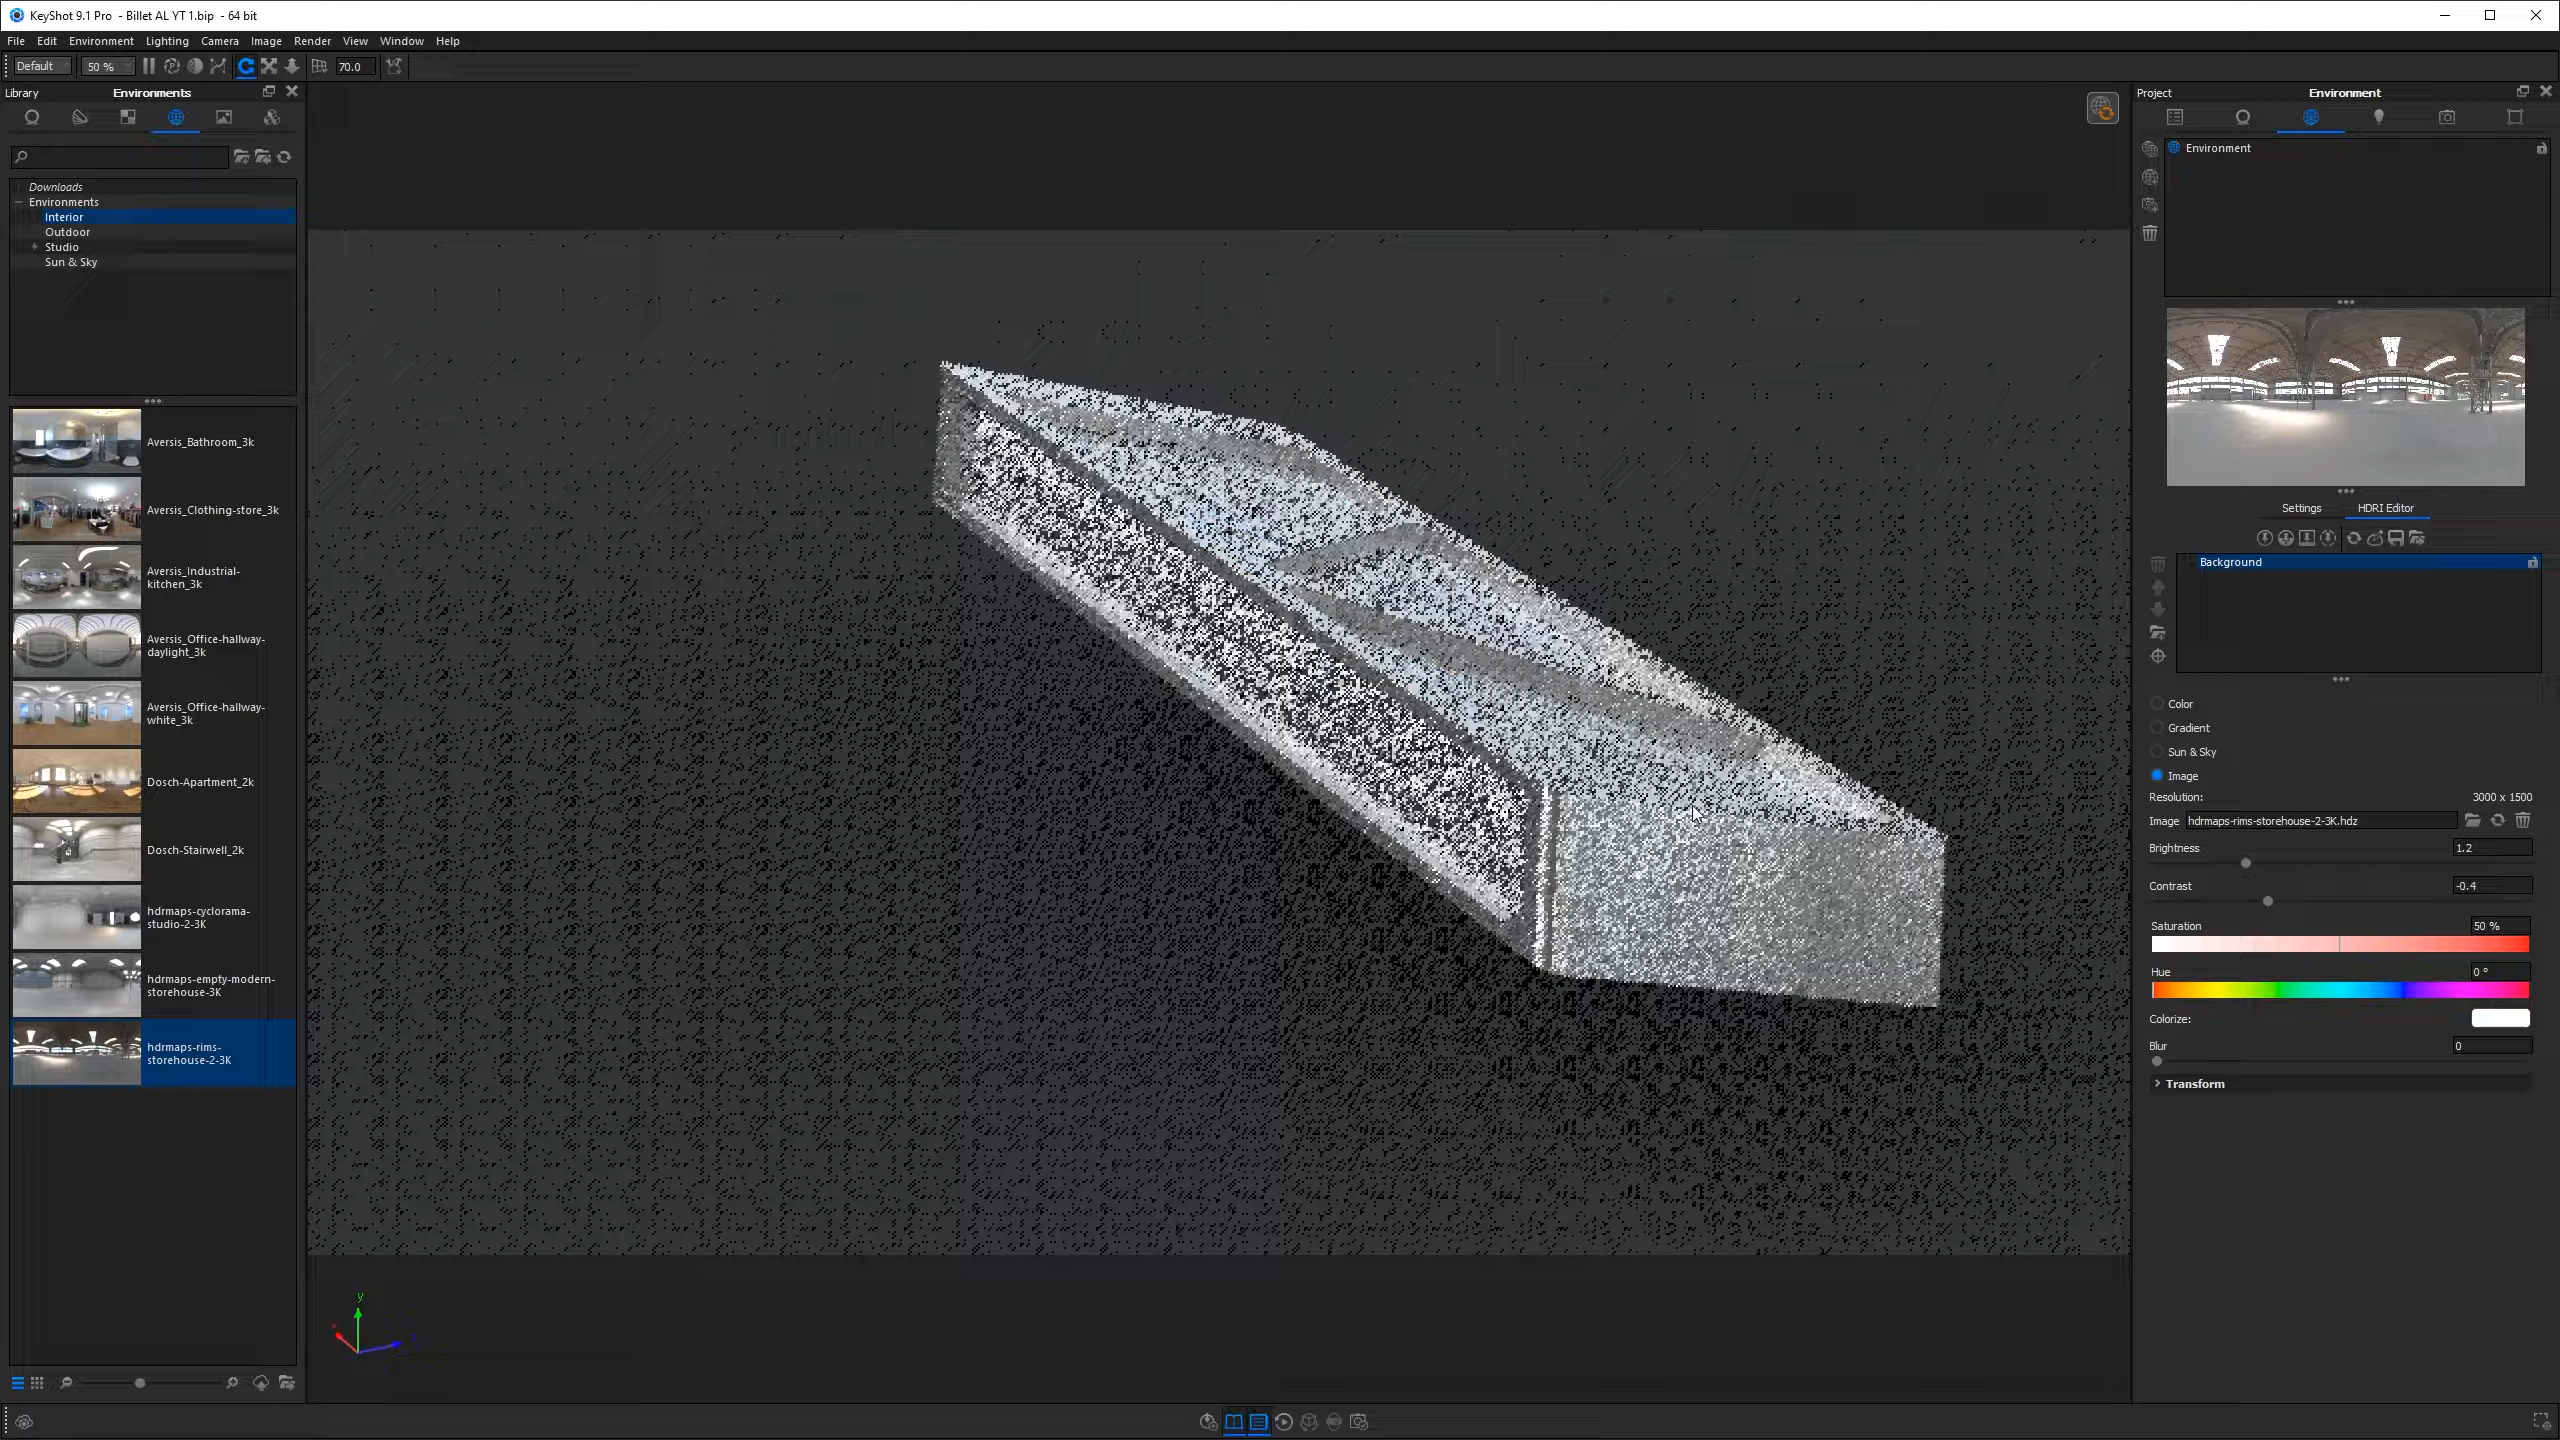 KeyShot 9.1 Pro - Billet AL YT 1.bip - 64 bit
File Edit Environment Lighting Camera Image Render View Window Help
Default 50 % 70.0
Library Environments
Downloads
Environments
Interior
Outdoor
Studio
Sun & Sky
Aversis_Bathroom_3k
Aversis_Clothing-store_3k
Aversis_Industrial-
kitchen_3k
Aversis_Office-hallway-
daylight_3k
Aversis_Office-hallway-
white_3k
Dosch-Apartment_2k
Dosch-Stairwell_2k
hdrmaps-cyclorama-
studio-2-3K
hdrmaps-empty-modern-
storehouse-3K
hdrmaps-rims-
storehouse-2-3K
y
x
Project Environment
Environment
Settings HDRI Editor
Background
Color
Gradient
Sun & Sky
Image
Resolution: 3000 x 1500
Image hdrmaps-rims-storehouse-2-3K.hdz
Brightness 1.2
Contrast -0.4
Saturation 50 %
Hue 0 °
Colorize:
Blur 0
Transform